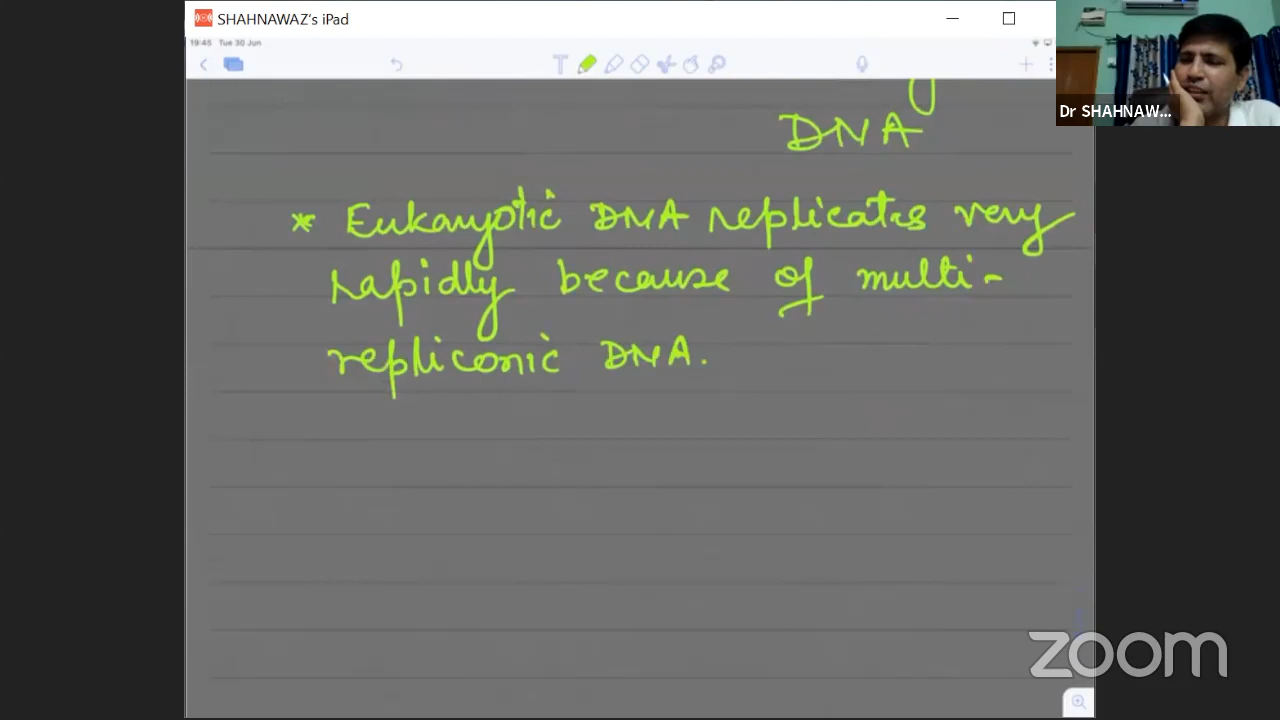 SHAHNAWAZ's iPad
19:45 Tue 30 Jun
Dr SHAHNAW...
DNA
* Eukaryotic DNA replicates very
rapidly because of multi-
repliconic DNA.
zoom